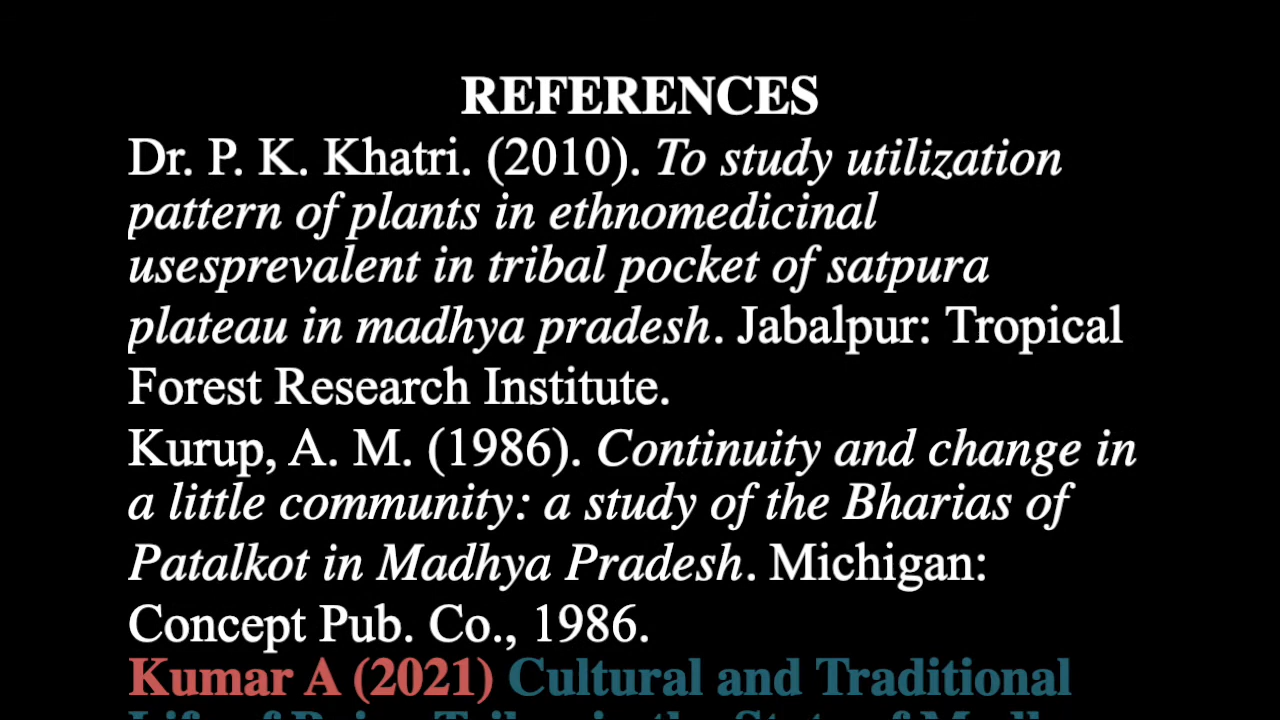 REFERENCES
Dr. P. K. Khatri. (2010). To study utilization
pattern of plants in ethnomedicinal
usesprevalent in tribal pocket of satpura
plateau in madhya pradesh. Jabalpur: Tropical
Forest Research Institute.
Kurup, A. M. (1986). Continuity and change in
a little community: a study of the Bharias of
Patalkot in Madhya Pradesh. Michigan:
Concept Pub. Co., 1986.
Kumar A (2021) Cultural and Traditional